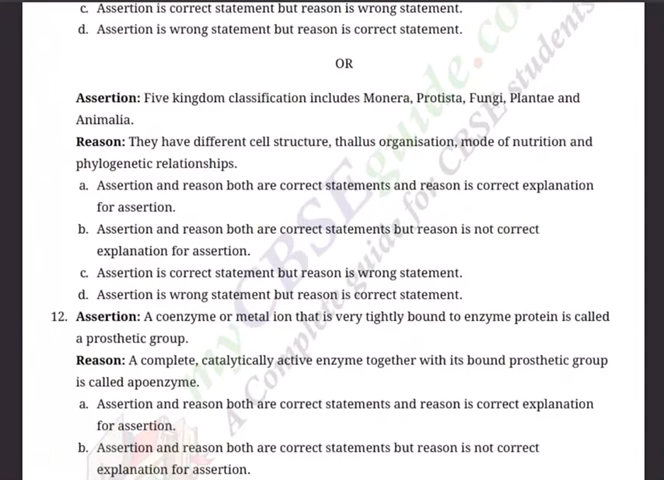 c. Assertion is correct statement but reason is wrong statement.
d. Assertion is wrong statement but reason is correct statement.
OR
Assertion: Five kingdom classification includes Monera, Protista, Fungi, Plantae and
Animalia.
Reason: They have different cell structure, thallus organisation, mode of nutrition and
phylogenetic relationships.
a. Assertion and reason both are correct statements and reason is correct explanation
for assertion.
b. Assertion and reason both are correct statements but reason is not correct
explanation for assertion.
c. Assertion is correct statement but reason is wrong statement.
d. Assertion is wrong statement but reason is correct statement.
12. Assertion: A coenzyme or metal ion that is very tightly bound to enzyme protein is called
a prosthetic group.
Reason: A complete, catalytically active enzyme together with its bound prosthetic group
is called apoenzyme.
a. Assertion and reason both are correct statements and reason is correct explanation
for assertion.
b. Assertion and reason both are correct statements but reason is not correct
explanation for assertion.
myCBSEguide.co
A Complete guide for CBSE students